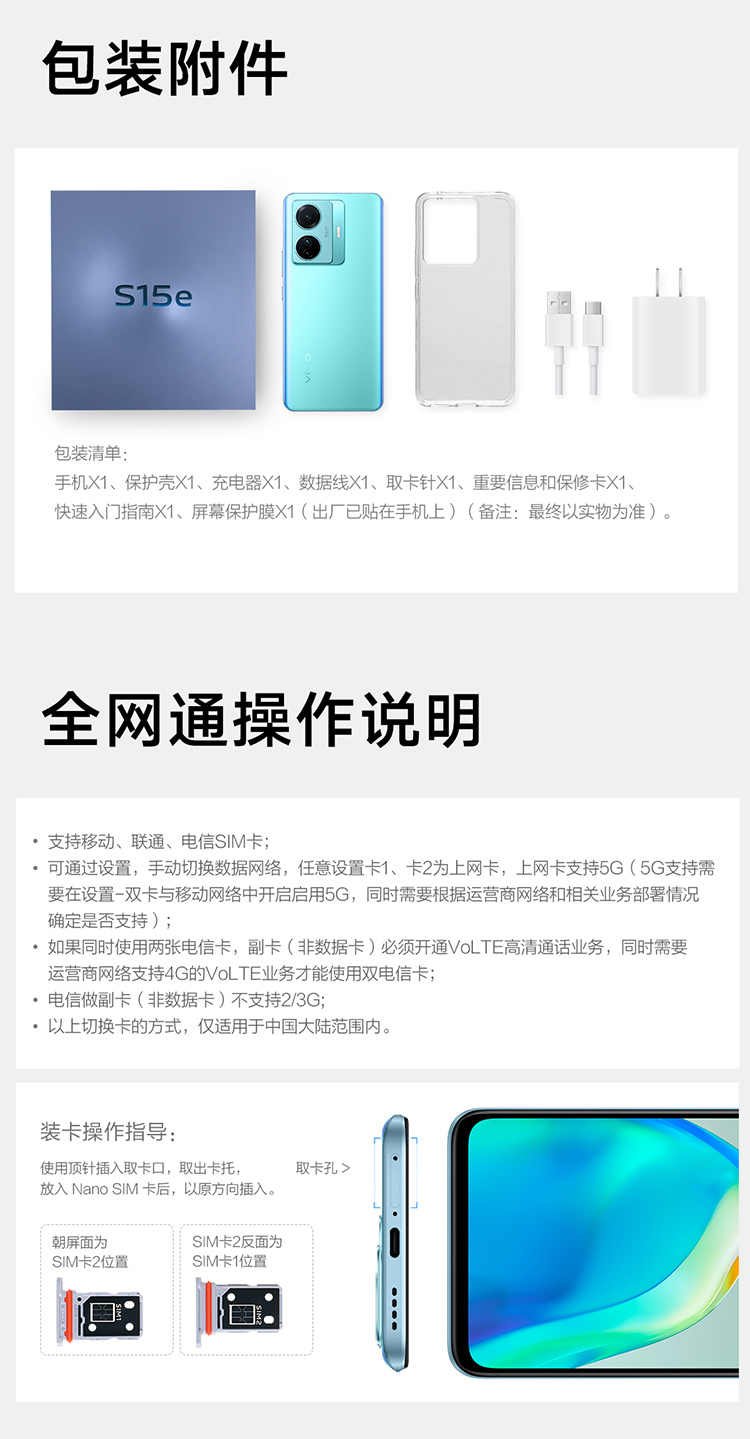 包装附件
S15e
vivo
包装清单：
手机X1、保护壳X1、充电器X1、数据线X1、取卡针X1、重要信息和保修卡X1、
快速入门指南X1、屏幕保护膜X1（出厂已贴在手机上）（备注：最终以实物为准）。
全网通操作说明
• 支持移动、联通、电信SIM卡；
• 可通过设置，手动切换数据网络，任意设置卡1、卡2为上网卡，上网卡支持5G（5G支持需
要在设置-双卡与移动网络中开启启用5G，同时需要根据运营商网络和相关业务部署情况
确定是否支持）；
• 如果同时使用两张电信卡，副卡（非数据卡）必须开通VoLTE高清通话业务，同时需要
运营商网络支持4G的VoLTE业务才能使用双电信卡；
• 电信做副卡（非数据卡）不支持2/3G;
• 以上切换卡的方式，仅适用于中国大陆范围内。
装卡操作指导：
使用顶针插入取卡口，取出卡托，
放入 Nano SIM 卡后，以原方向插入。
取卡孔 >
朝屏面为
SIM卡2位置
SIM卡2反面为
SIM卡1位置
SIM1
SIM2